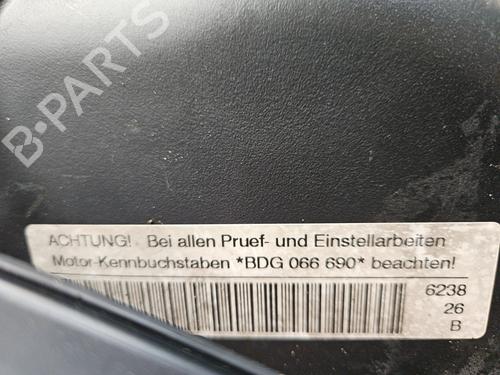 B-PARTS
ACHTUNG! Bei allen Pruef- und Einstellarbeiten
Motor-Kennbuchstaben *BDG 066 690* beachten!
6238
26
B